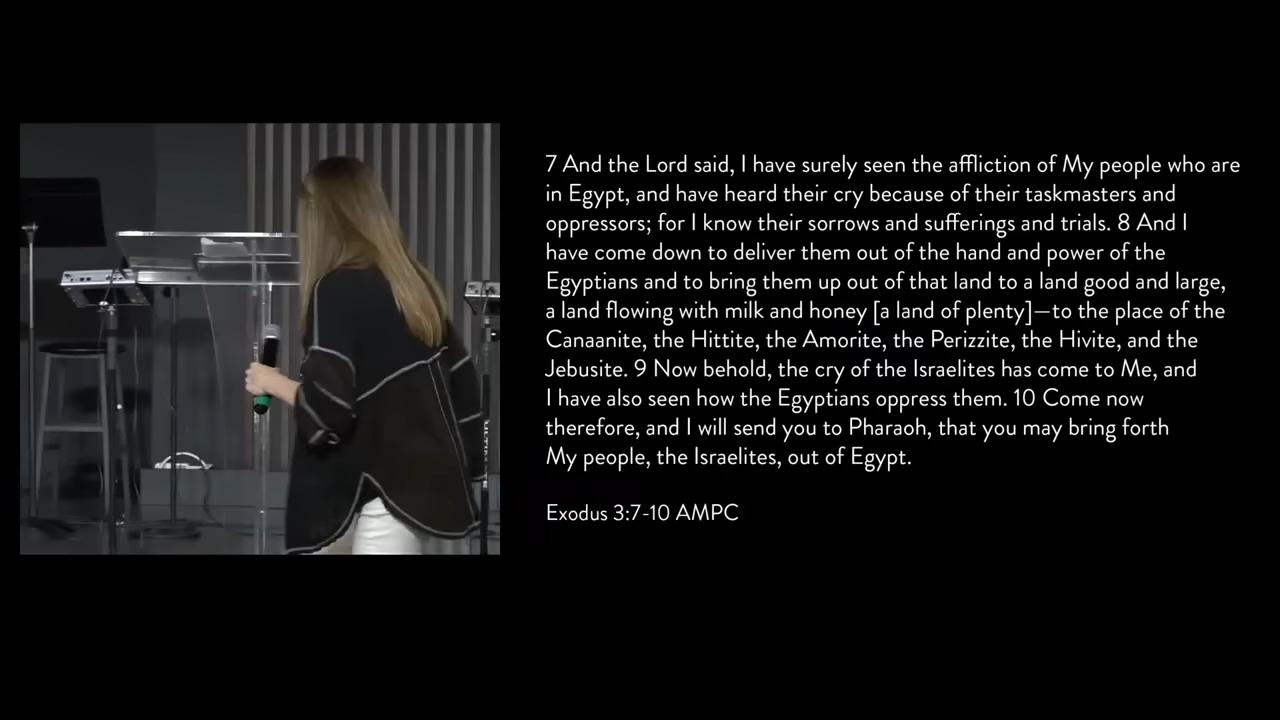 7 And the Lord said, I have surely seen the affliction of My people who are
in Egypt, and have heard their cry because of their taskmasters and
oppressors; for I know their sorrows and sufferings and trials. 8 And I
have come down to deliver them out of the hand and power of the
Egyptians and to bring them up out of that land to a land good and large,
a land flowing with milk and honey [a land of plenty]—to the place of the
Canaanite, the Hittite, the Amorite, the Perizzite, the Hivite, and the
Jebusite. 9 Now behold, the cry of the Israelites has come to Me, and
I have also seen how the Egyptians oppress them. 10 Come now
therefore, and I will send you to Pharaoh, that you may bring forth
My people, the Israelites, out of Egypt.
Exodus 3:7-10 AMPC